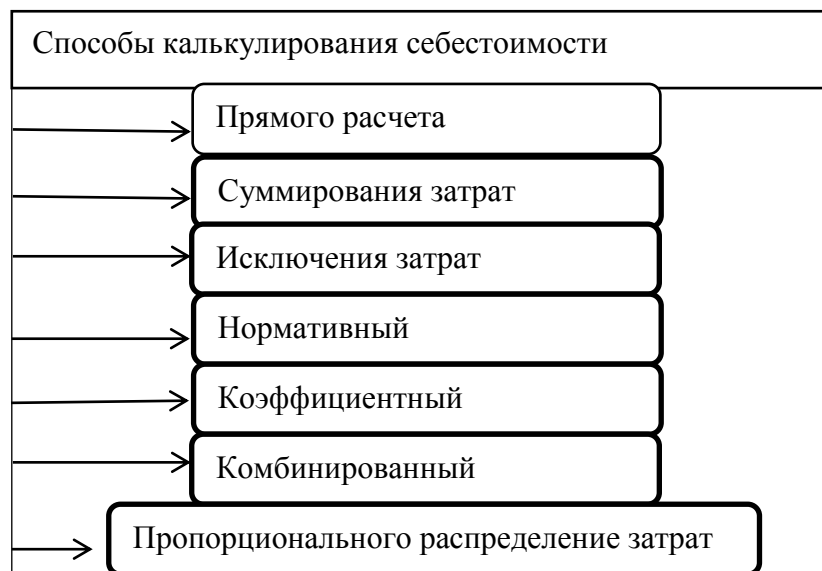 Способы калькулирования себестоимости
Прямого расчета
Суммирования затрат
Исключения затрат
Нормативный
Коэффициентный
Комбинированный
Пропорционального распределение затрат